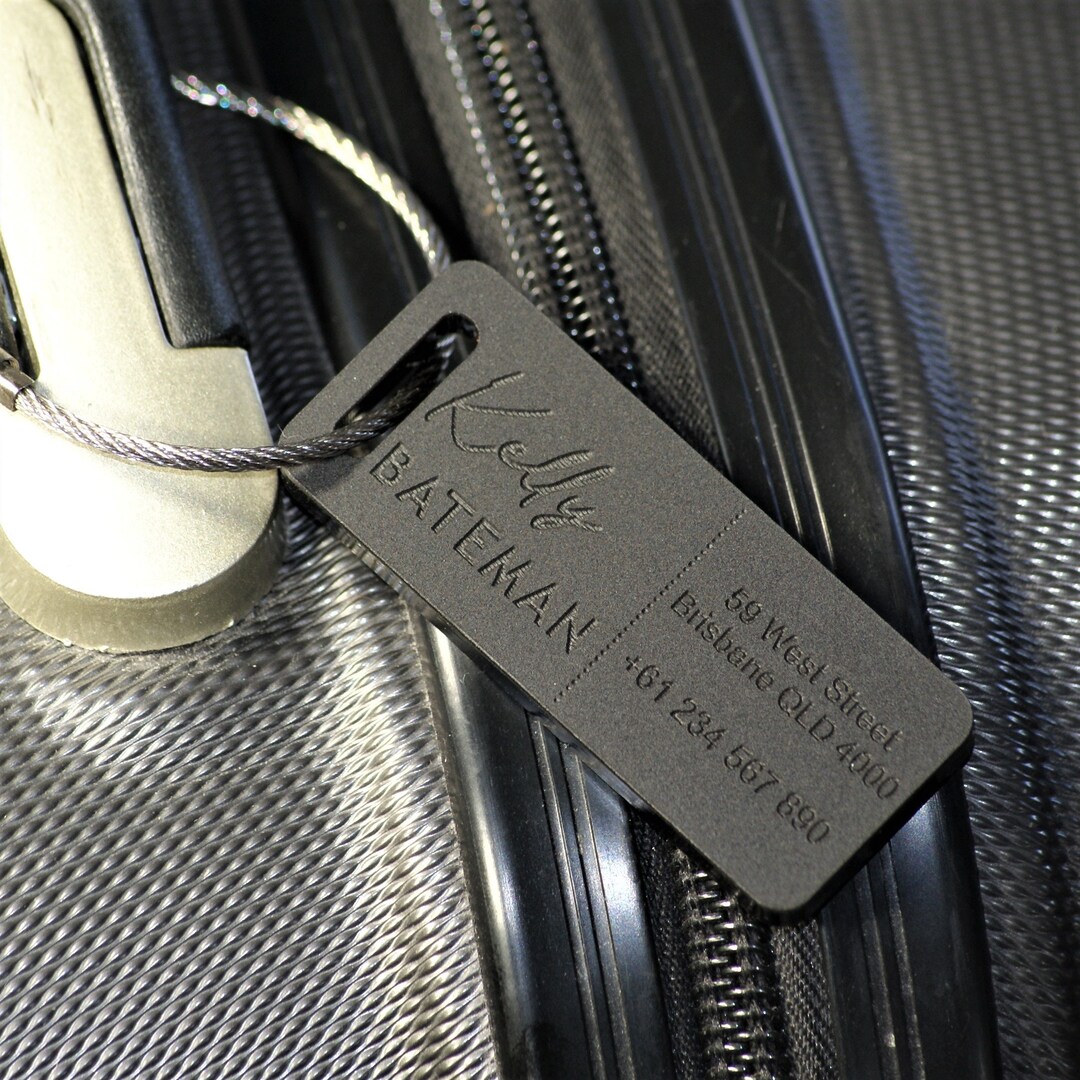 Kelly
BATEMAN
59 West Street
Brisbane QLD 4000
+61 234 567 890